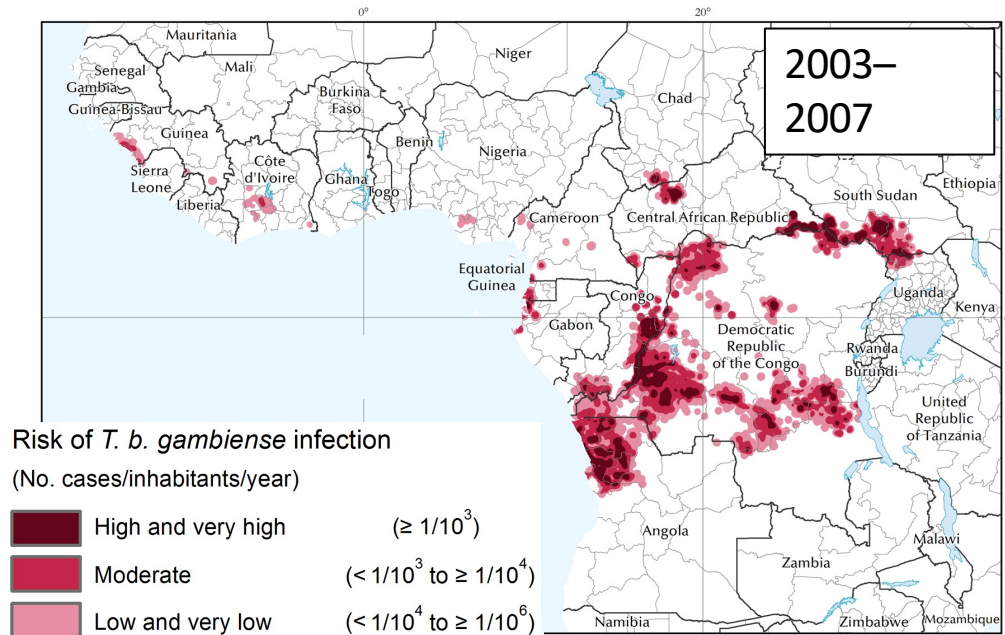 0°
20°
Mauritania
Mali
Niger
Senegal
Gambia
Guinea-Bissau
Guinea
Sierra
Leone
Liberia
Côte
d'Ivoire
Burkina
Faso
Ghana
Togo
Benin
Nigeria
Chad
2003–
2007
Cameroon
Central African Republic
South Sudan
Ethiopia
Equatorial
Guinea
Gabon
Congo
Democratic
Republic
of the Congo
Uganda
Kenya
Rwanda
Burundi
United
Republic
of Tanzania
Angola
Zambia
Malawi
Namibia
Zimbabwe
Mozambique
Risk of T. b. gambiense infection
(No. cases/inhabitants/year)
High and very high (≥ 1/10³)
Moderate (< 1/10³ to ≥ 1/10⁴)
Low and very low (< 1/10⁴ to ≥ 1/10⁶)